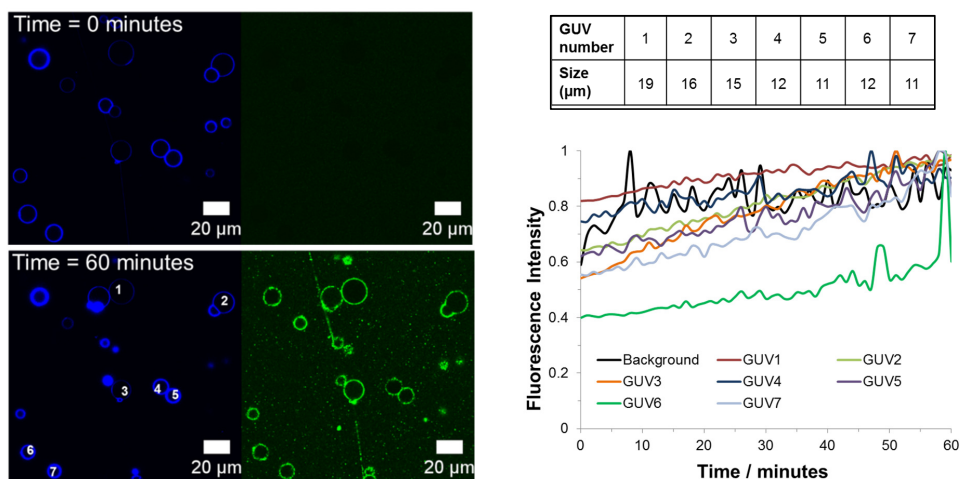 Time = 0 minutes
20 µm
20 µm
Time = 60 minutes
1
2
3
4
5
6
7
20 µm
20 µm
GUV number 1 2 3 4 5 6 7
Size (µm) 19 16 15 12 11 12 11
Fluorescence Intensity
1
0.8
0.6
0.4
0.2
0
Background GUV1 GUV2
GUV3 GUV4 GUV5
GUV6 GUV7
0 10 20 30 40 50 60
Time / minutes